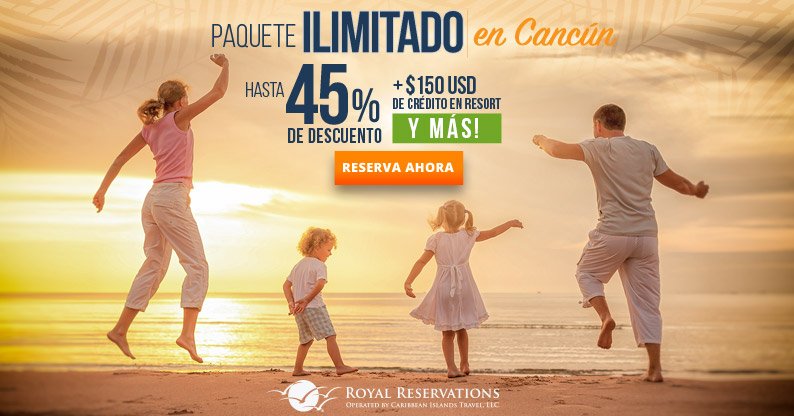 PAQUETE ILIMITADO en Cancún
HASTA 45% DE DESCUENTO
+ $150 USD
DE CRÉDITO EN RESORT
Y MÁS!
RESERVA AHORA
ROYAL RESERVATIONS
OPERATED BY CARIBBEAN ISLANDS TRAVEL, LLC